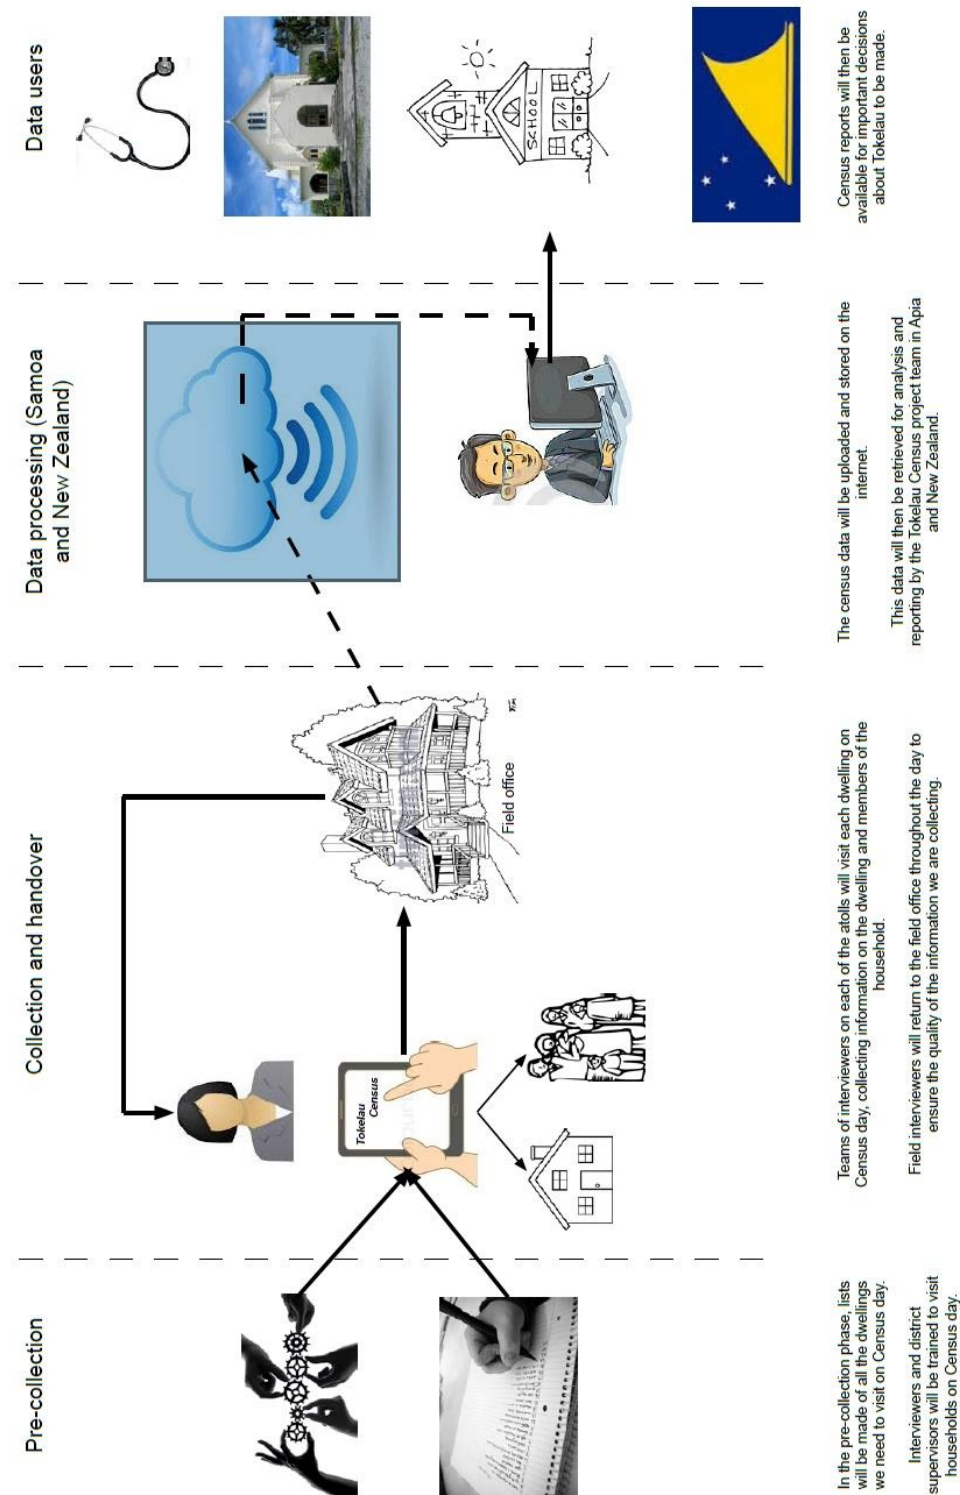 Pre-collection
Collection and handover
Data processing (Samoa
and New Zealand)
Data users
Tokelau
Census
Field office
SCHOOL
In the pre-collection phase, lists
will be made of all the dwellings
we need to visit on Census day.
Interviewers and district
supervisors will be trained to visit
households on Census day.
Teams of interviewers on each of the atolls will visit each dwelling on
Census day, collecting information on the dwelling and members of the
household.
Field interviewers will return to the field office throughout the day to
ensure the quality of the information we are collecting.
The census data will be uploaded and stored on the
internet.
This data will then be retrieved for analysis and
reporting by the Tokelau Census project team in Apia
and New Zealand.
Census reports will then be
available for important decisions
about Tokelau to be made.